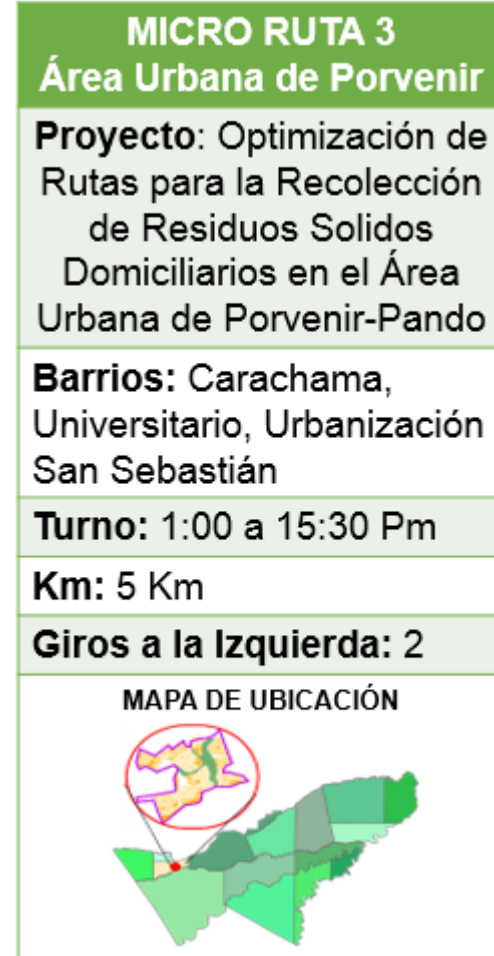 MICRO RUTA 3
Área Urbana de Porvenir
Proyecto: Optimización de
Rutas para la Recolección
de Residuos Solidos
Domiciliarios en el Área
Urbana de Porvenir-Pando
Barrios: Carachama,
Universitario, Urbanización
San Sebastián
Turno: 1:00 a 15:30 Pm
Km: 5 Km
Giros a la Izquierda: 2
MAPA DE UBICACIÓN